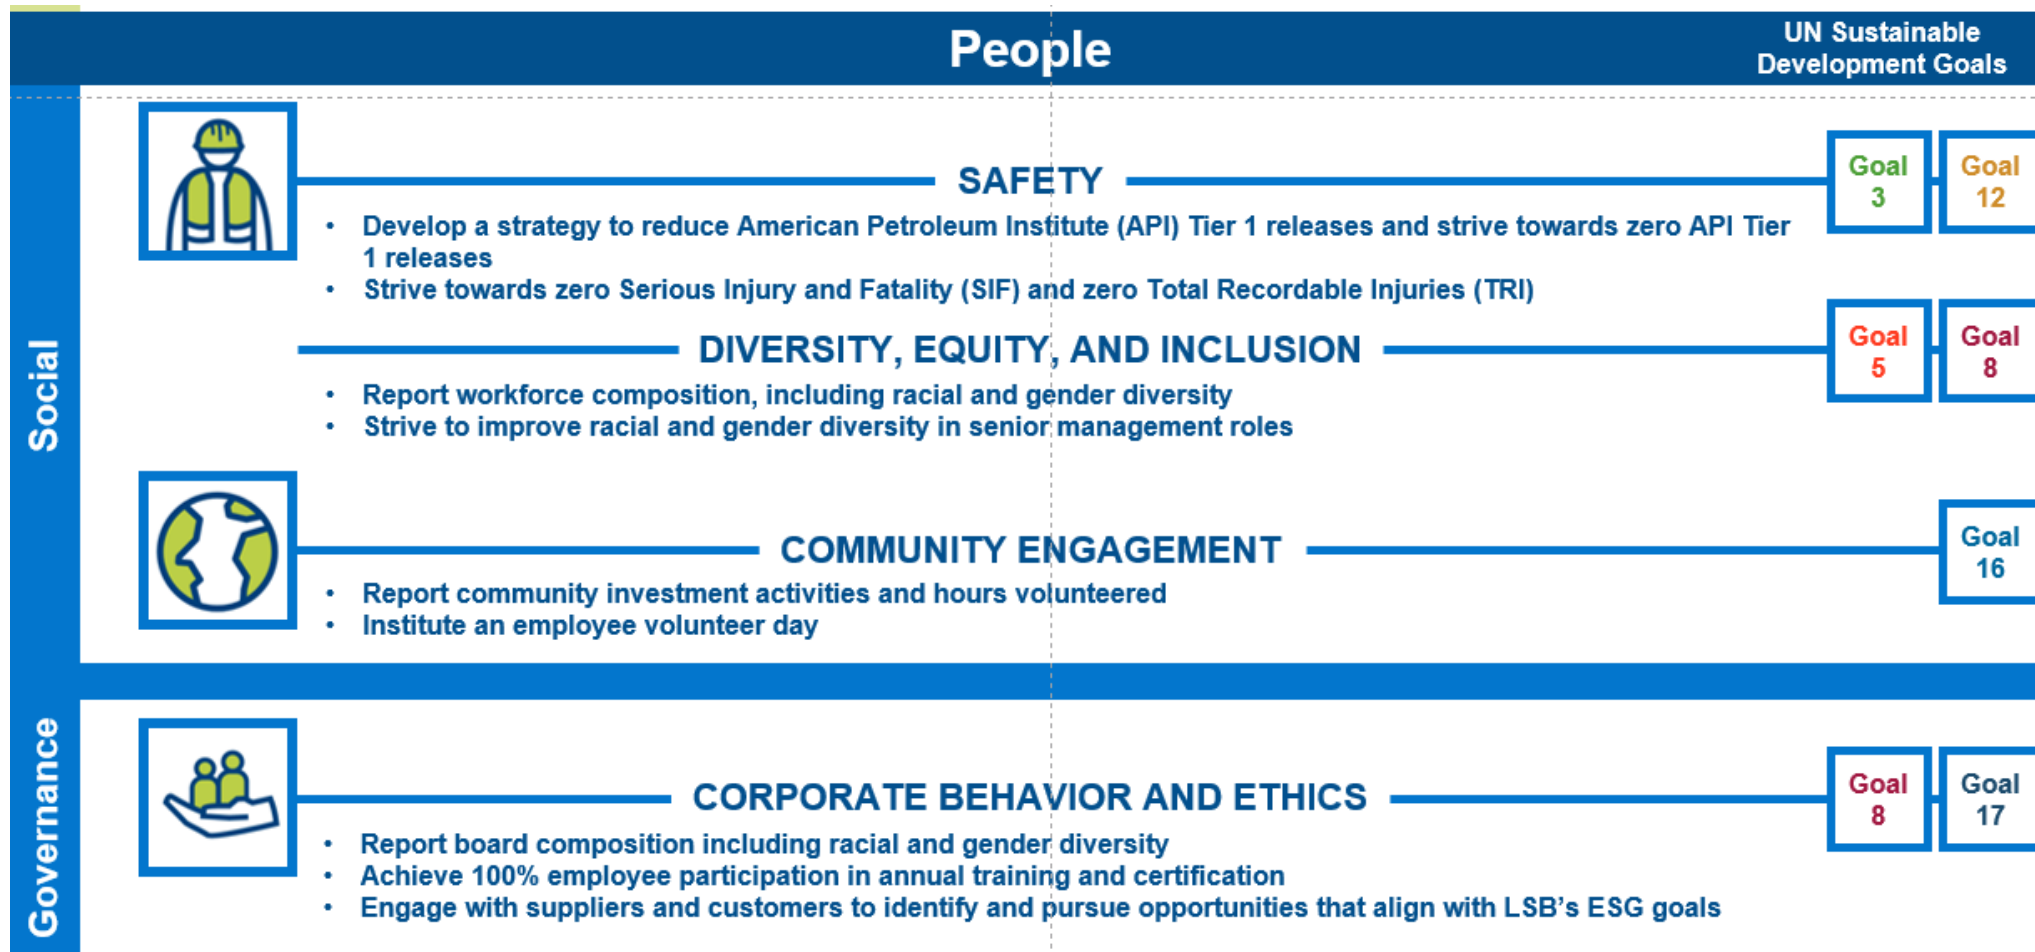 People
UN Sustainable
Development Goals
Social
SAFETY
Goal
3
Goal
12
• Develop a strategy to reduce American Petroleum Institute (API) Tier 1 releases and strive towards zero API Tier
1 releases
• Strive towards zero Serious Injury and Fatality (SIF) and zero Total Recordable Injuries (TRI)
DIVERSITY, EQUITY, AND INCLUSION
Goal
5
Goal
8
• Report workforce composition, including racial and gender diversity
• Strive to improve racial and gender diversity in senior management roles
COMMUNITY ENGAGEMENT
Goal
16
• Report community investment activities and hours volunteered
• Institute an employee volunteer day
Governance
CORPORATE BEHAVIOR AND ETHICS
Goal
8
Goal
17
• Report board composition including racial and gender diversity
• Achieve 100% employee participation in annual training and certification
• Engage with suppliers and customers to identify and pursue opportunities that align with LSB's ESG goals